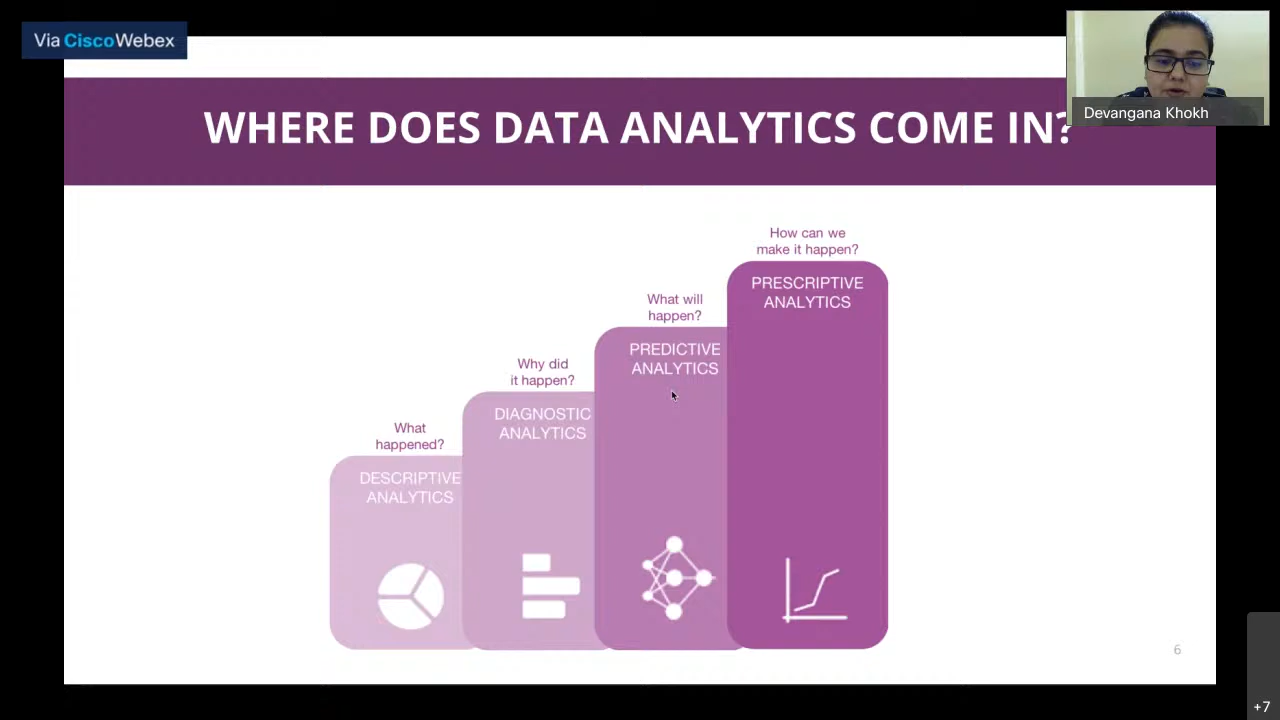 Via CiscoWebex
Devangana Khokh
WHERE DOES DATA ANALYTICS COME IN?
How can we
make it happen?
PRESCRIPTIVE
ANALYTICS
What will
happen?
PREDICTIVE
ANALYTICS
Why did
it happen?
DIAGNOSTIC
ANALYTICS
What
happened?
DESCRIPTIVE
ANALYTICS
6
+7